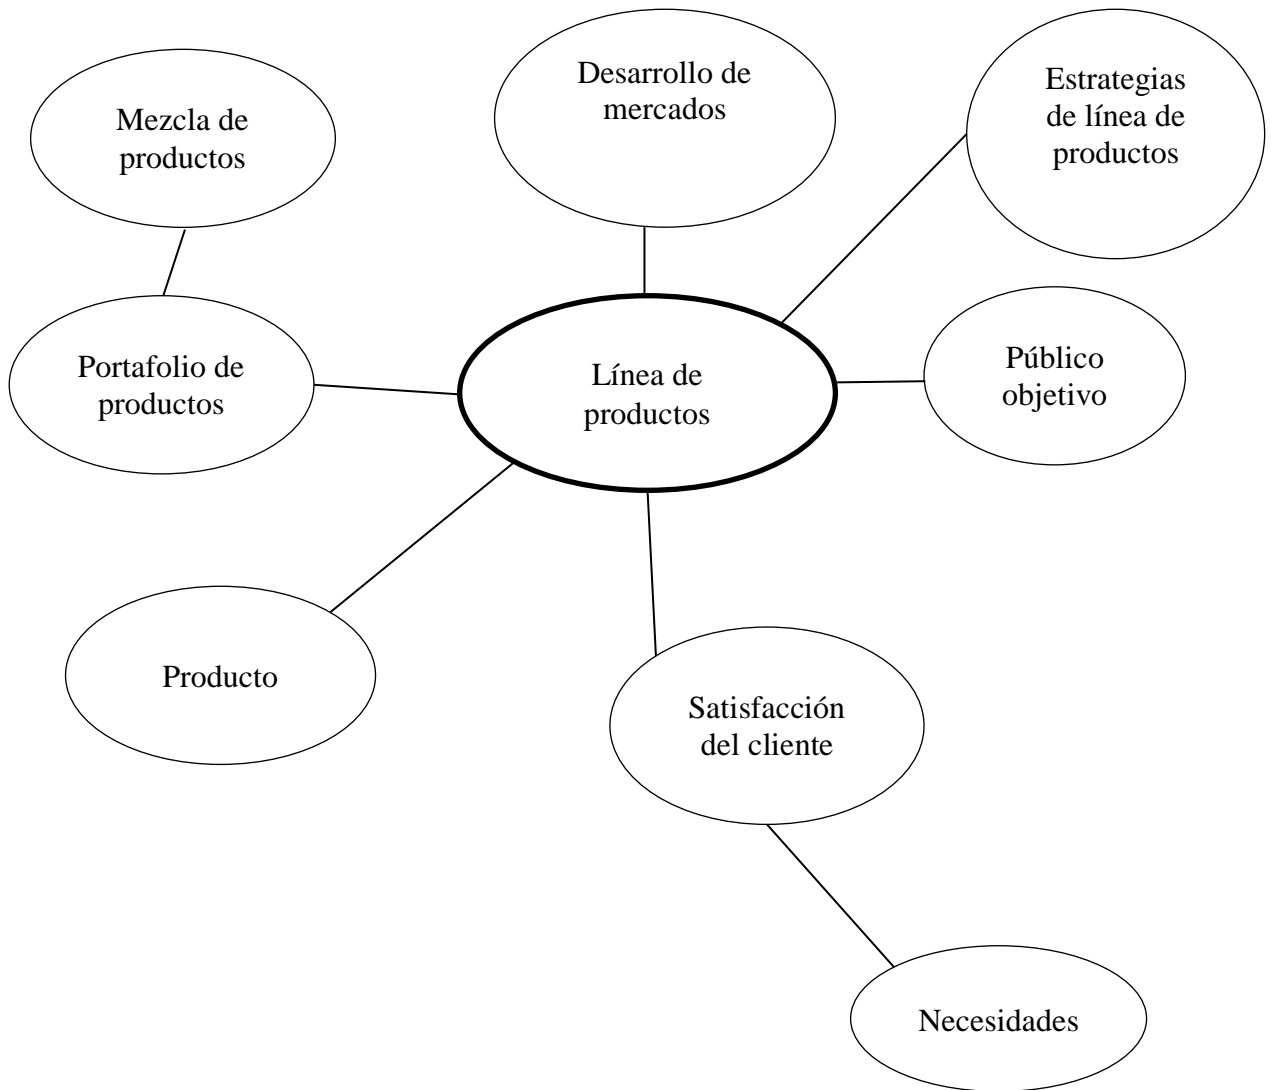 Mezcla de
productos
Desarrollo de
mercados
Estrategias
de línea de
productos
Portafolio de
productos
Línea de
productos
Público
objetivo
Producto
Satisfacción
del cliente
Necesidades